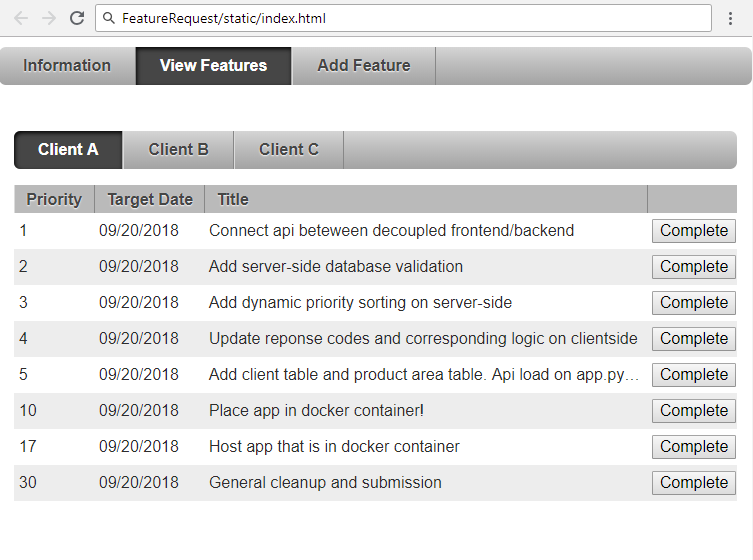 FeatureRequest/static/index.html
Information View Features Add Feature
Client A Client B Client C
Priority Target Date Title
1 09/20/2018 Connect api beteween decoupled frontend/backend Complete
2 09/20/2018 Add server-side database validation Complete
3 09/20/2018 Add dynamic priority sorting on server-side Complete
4 09/20/2018 Update reponse codes and corresponding logic on clientside Complete
5 09/20/2018 Add client table and product area table. Api load on app.py… Complete
10 09/20/2018 Place app in docker container! Complete
17 09/20/2018 Host app that is in docker container Complete
30 09/20/2018 General cleanup and submission Complete